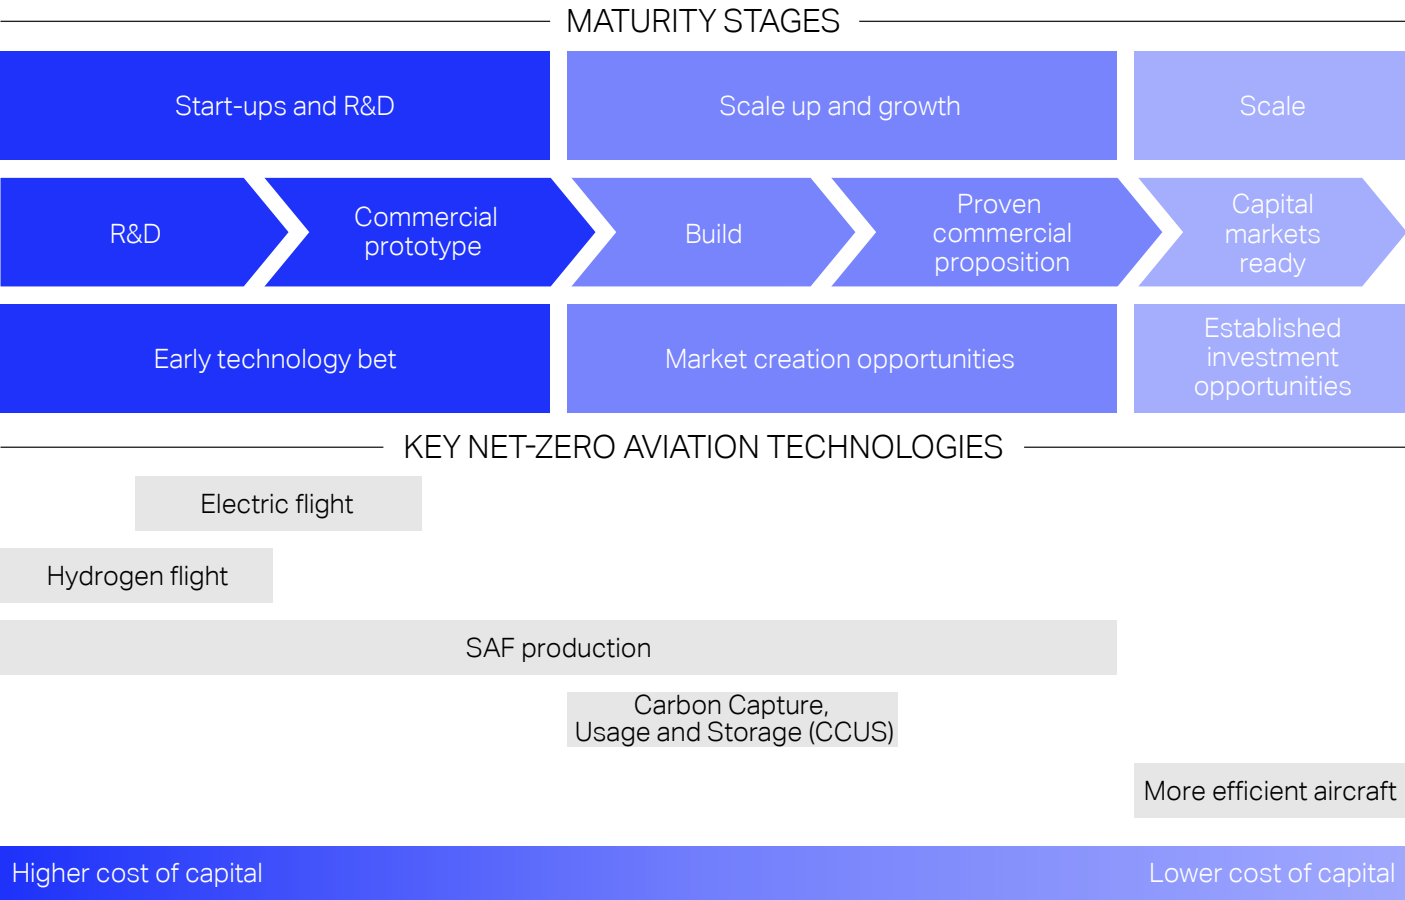 MATURITY STAGES
Start-ups and R&D
Scale up and growth
Scale
R&D
Commercial
prototype
Build
Proven
commercial
proposition
Capital
markets
ready
Early technology bet
Market creation opportunities
Established
investment
opportunities
KEY NET-ZERO AVIATION TECHNOLOGIES
Electric flight
Hydrogen flight
SAF production
Carbon Capture,
Usage and Storage (CCUS)
More efficient aircraft
Higher cost of capital
Lower cost of capital